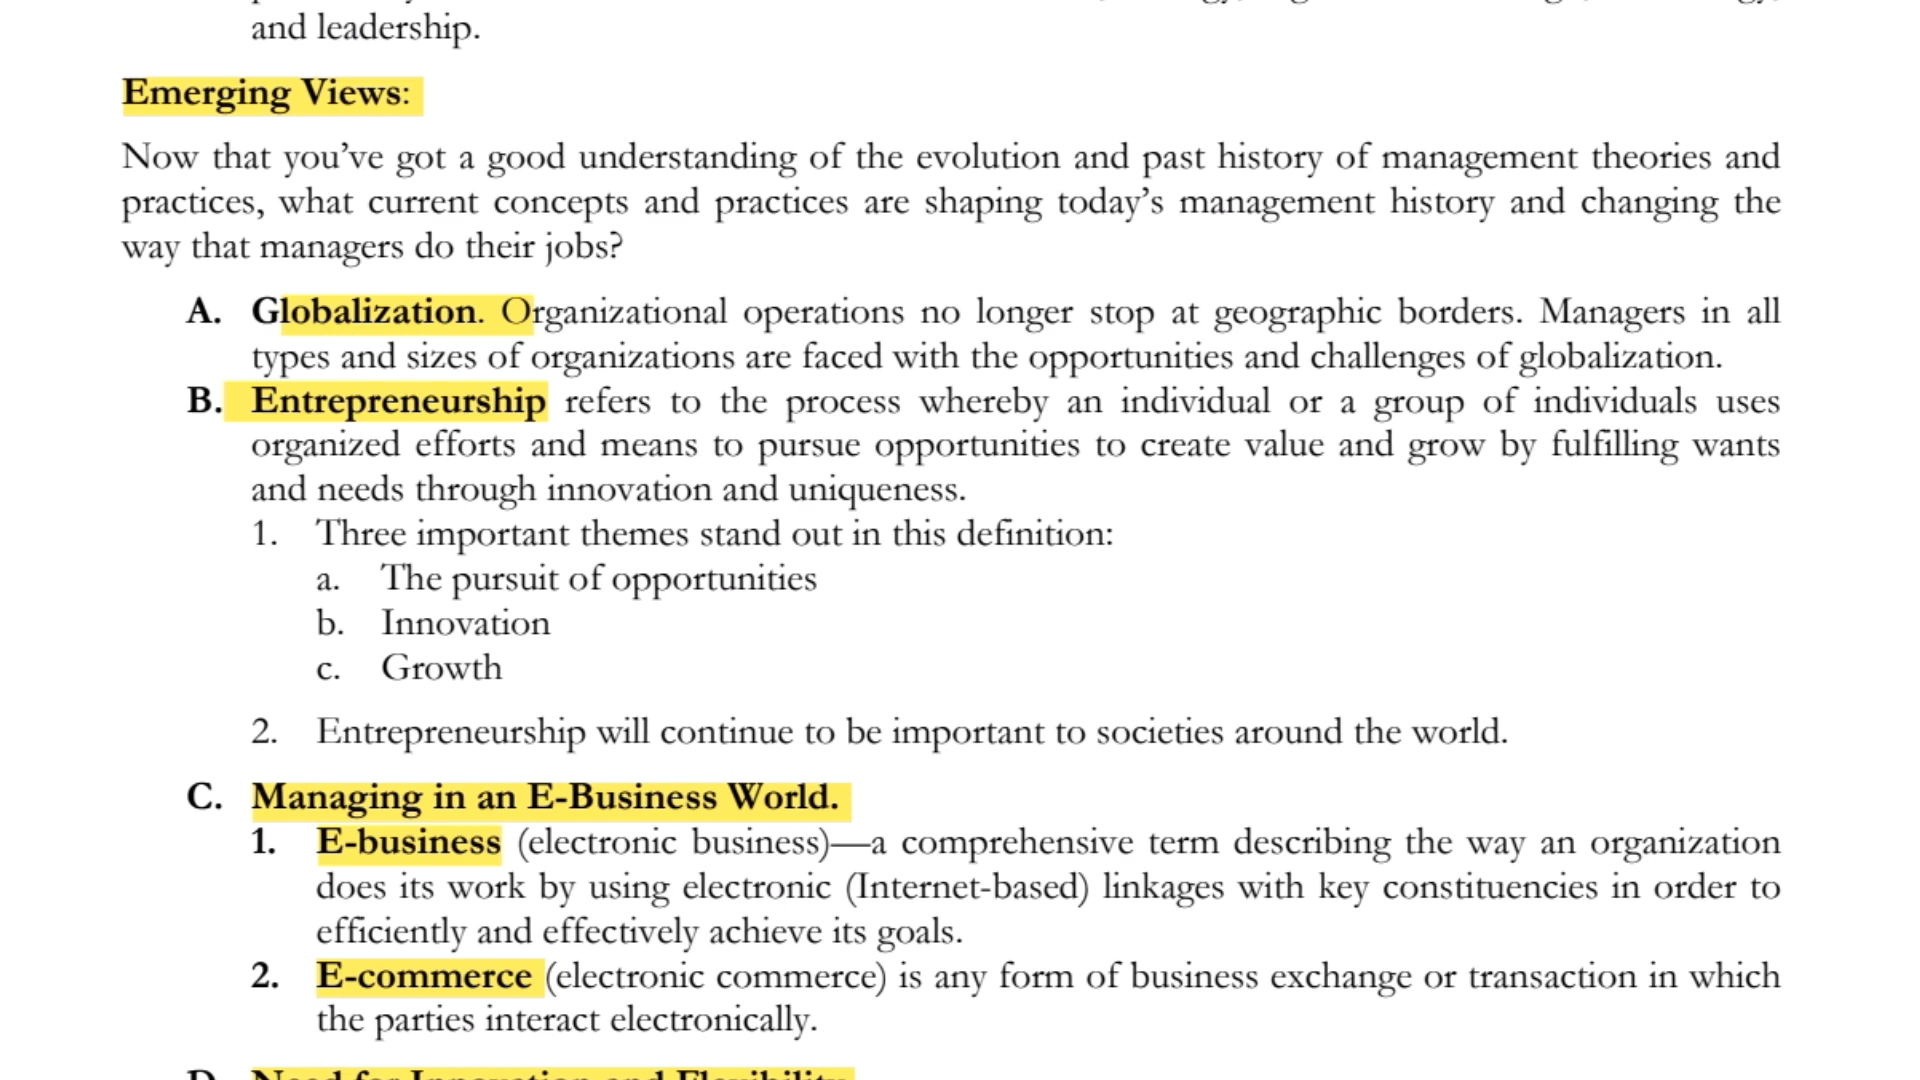 and leadership.
Emerging Views:
Now that you’ve got a good understanding of the evolution and past history of management theories and
practices, what current concepts and practices are shaping today’s management history and changing the
way that managers do their jobs?
A. Globalization. Organizational operations no longer stop at geographic borders. Managers in all
types and sizes of organizations are faced with the opportunities and challenges of globalization.
B. Entrepreneurship refers to the process whereby an individual or a group of individuals uses
organized efforts and means to pursue opportunities to create value and grow by fulfilling wants
and needs through innovation and uniqueness.
1. Three important themes stand out in this definition:
a. The pursuit of opportunities
b. Innovation
c. Growth
2. Entrepreneurship will continue to be important to societies around the world.
C. Managing in an E-Business World.
1. E-business (electronic business)—a comprehensive term describing the way an organization
does its work by using electronic (Internet-based) linkages with key constituencies in order to
efficiently and effectively achieve its goals.
2. E-commerce (electronic commerce) is any form of business exchange or transaction in which
the parties interact electronically.
D. Need for Innovation and Flexibility.